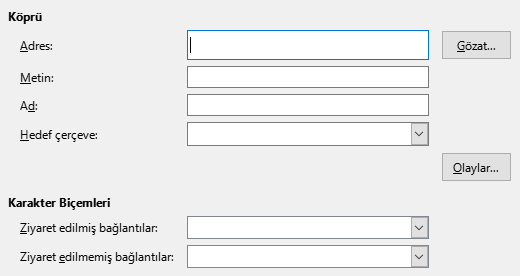 Köprü
Adres:
Gözat...
Metin:
Ad:
Hedef çerçeve:
Olaylar...
Karakter Biçemleri
Ziyaret edilmiş bağlantılar:
Ziyaret edilmemiş bağlantılar: